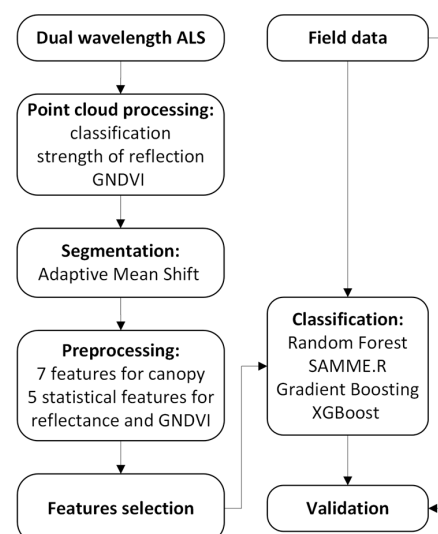 Dual wavelength ALS
Point cloud processing:
classification
strength of reflection
GNDVI
Segmentation:
Adaptive Mean Shift
Preprocessing:
7 features for canopy
5 statistical features for
reflectance and GNDVI
Features selection
Field data
Classification:
Random Forest
SAMME.R
Gradient Boosting
XGBoost
Validation